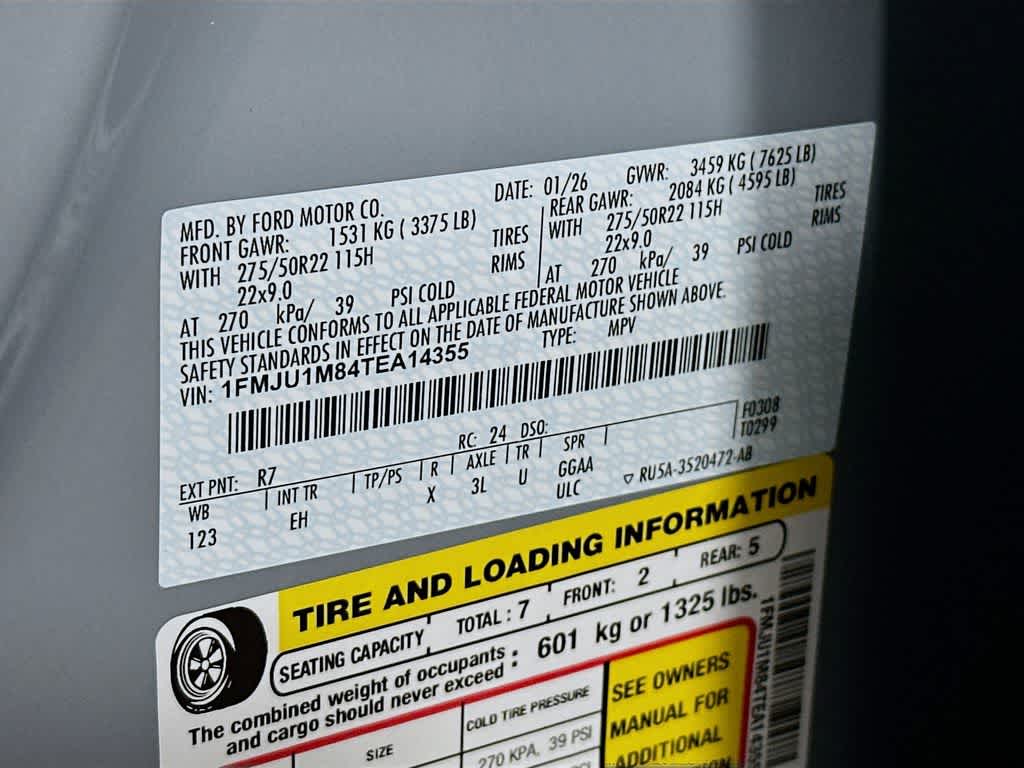 MFD. BY FORD MOTOR CO.
DATE: 01/26 GVWR: 3459 KG ( 7625 LB)
FRONT GAWR: 1531 KG ( 3375 LB)
REAR GAWR: 2084 KG ( 4595 LB)
WITH 275/50R22 115H TIRES
WITH 275/50R22 115H TIRES
22x9.0 RIMS
22x9.0 RIMS
AT 270 kPa/ 39 PSI COLD
AT 270 kPa/ 39 PSI COLD
THIS VEHICLE CONFORMS TO ALL APPLICABLE FEDERAL MOTOR VEHICLE
SAFETY STANDARDS IN EFFECT ON THE DATE OF MANUFACTURE SHOWN ABOVE.
VIN: 1FMJU1M84TEA14355 TYPE: MPV
F0308
T0299
EXT PNT: R7 RC: 24 DSO:
WB | INT TR | TP/PS | R | AXLE | TR | SPR |
123 EH X 3L U GGAA
ULC
RU5A-3520472-AB
TIRE AND LOADING INFORMATION
SEATING CAPACITY TOTAL : 7 FRONT: 2 REAR: 5
The combined weight of occupants
and cargo should never exceed : 601 kg or 1325 lbs.
SIZE
COLD TIRE PRESSURE
270 KPA, 39 PSI
SEE OWNERS
MANUAL FOR
ADDITIONAL
1FMJU1M84TEA14355